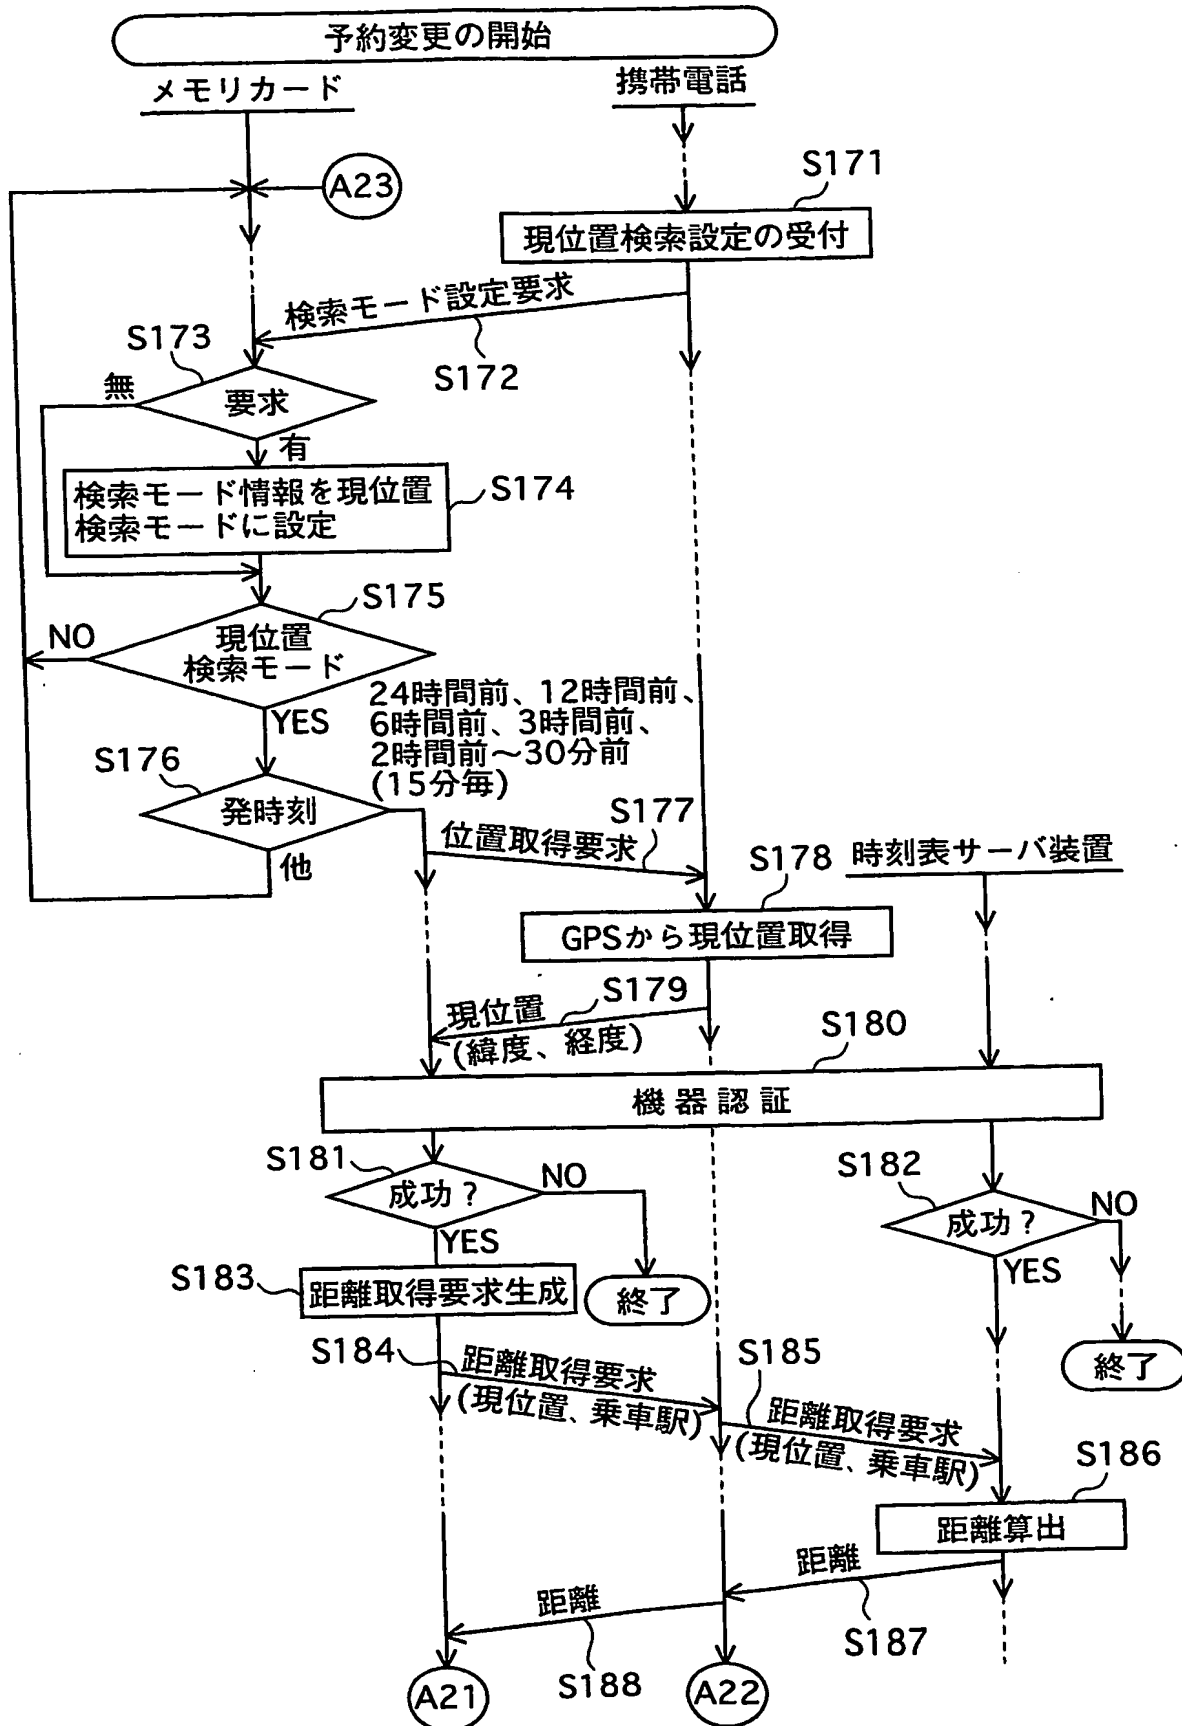 予約変更の開始
メモリカード
携帯電話
A23
S171
現位置検索設定の受付
検索モード設定要求
S172
S173
無
要求
有
検索モード情報を現位置
検索モードに設定
S174
S175
NO
現位置
検索モード
YES
24時間前、12時間前、
6時間前、3時間前、
2時間前～30分前
(15分毎)
S176
発時刻
他
S177
位置取得要求
S178
時刻表サーバ装置
GPSから現位置取得
S179
現位置
(緯度、経度)
S180
機器認証
S181
成功?
NO
YES
S182
成功?
NO
YES
S183
距離取得要求生成
終了
終了
S184
距離取得要求
(現位置、乗車駅)
S185
距離取得要求
(現位置、乗車駅)
S186
距離算出
距離
S187
距離
S188
A21
A22